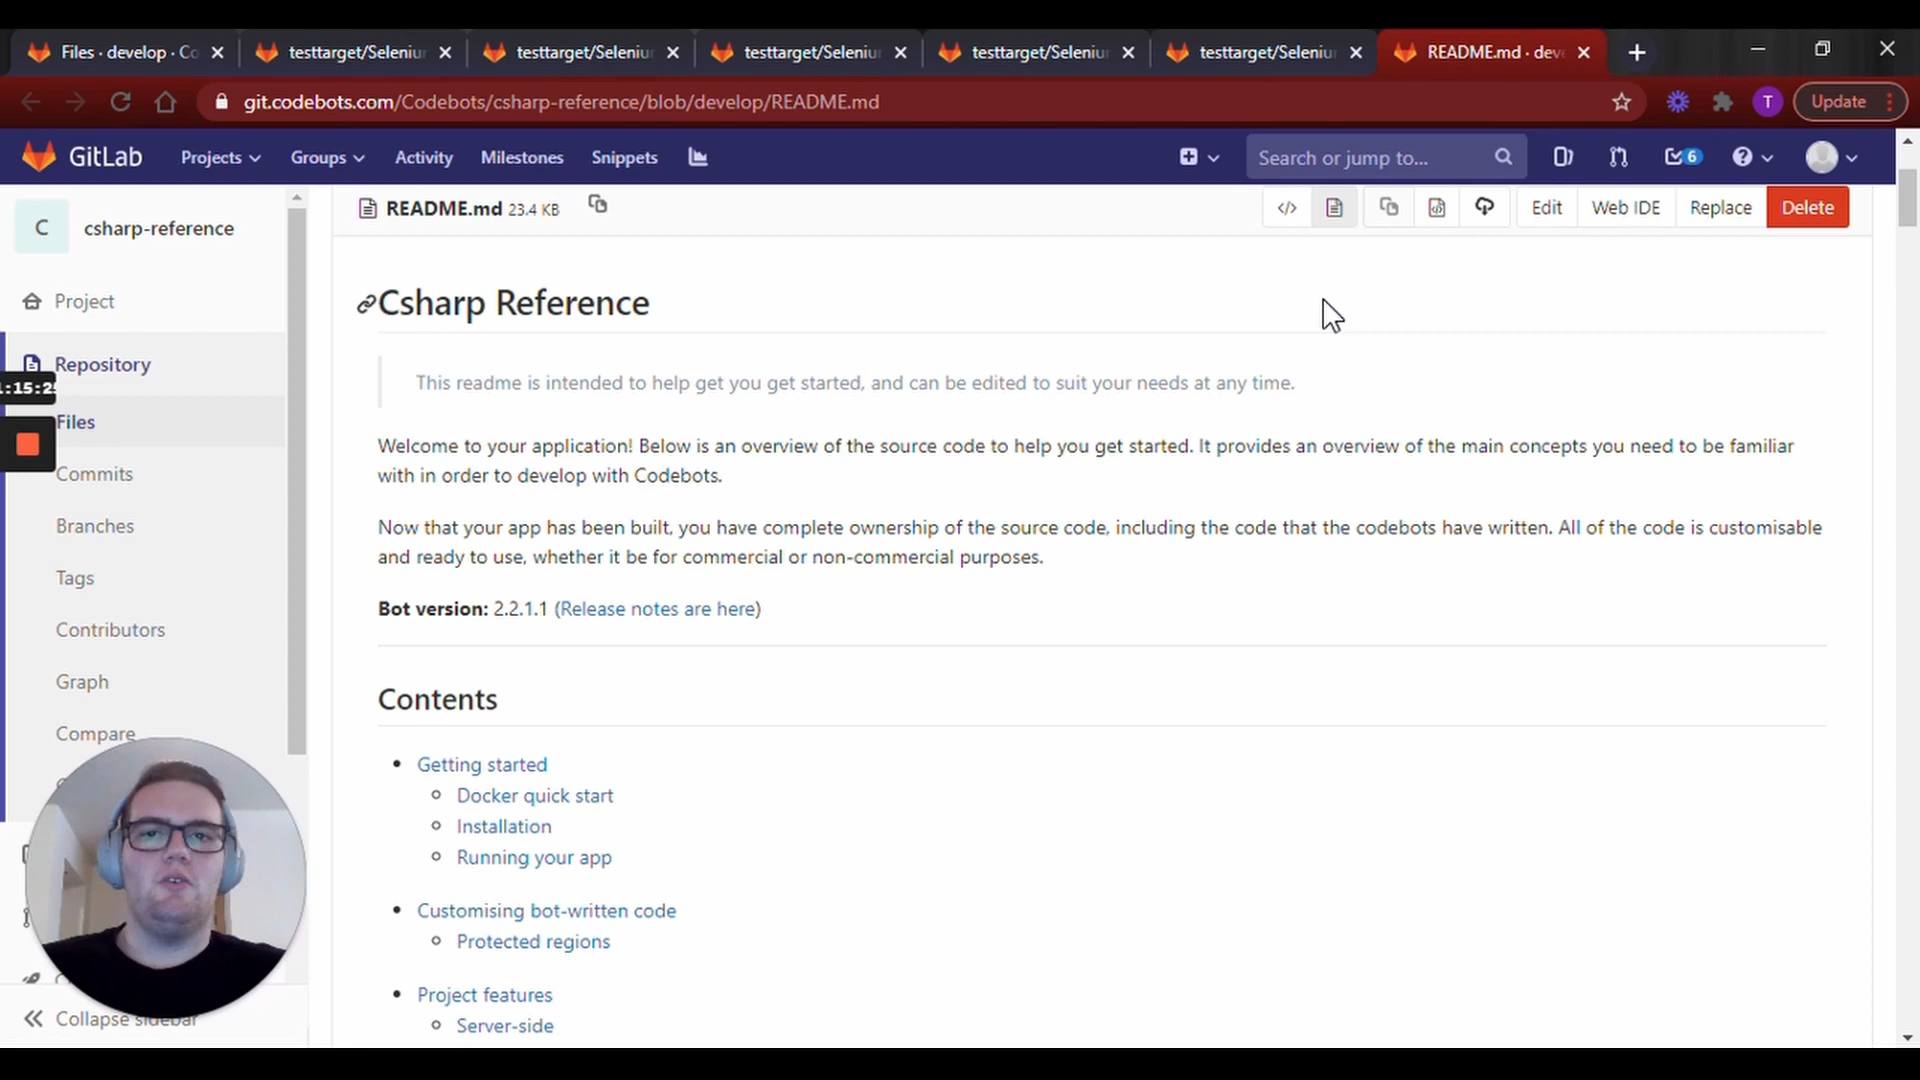 Files · develop · Co
testtarget/Seleniu
testtarget/Seleniu
testtarget/Seleniu
testtarget/Seleniu
testtarget/Seleniu
README.md · deve
git.codebots.com/Codebots/csharp-reference/blob/develop/README.md
T
Update
GitLab
Projects
Groups
Activity
Milestones
Snippets
Search or jump to...
6
C
csharp-reference
README.md 23.4 KB
Edit
Web IDE
Replace
Delete
Project
Repository
1:15:25
Files
Commits
Branches
Tags
Contributors
Graph
Compare
Collapse sidebar
Csharp Reference
This readme is intended to help get you get started, and can be edited to suit your needs at any time.
Welcome to your application! Below is an overview of the source code to help you get started. It provides an overview of the main concepts you need to be familiar
with in order to develop with Codebots.
Now that your app has been built, you have complete ownership of the source code, including the code that the codebots have written. All of the code is customisable
and ready to use, whether it be for commercial or non-commercial purposes.
Bot version: 2.2.1.1 (Release notes are here)
Contents
Getting started
Docker quick start
Installation
Running your app
Customising bot-written code
Protected regions
Project features
Server-side